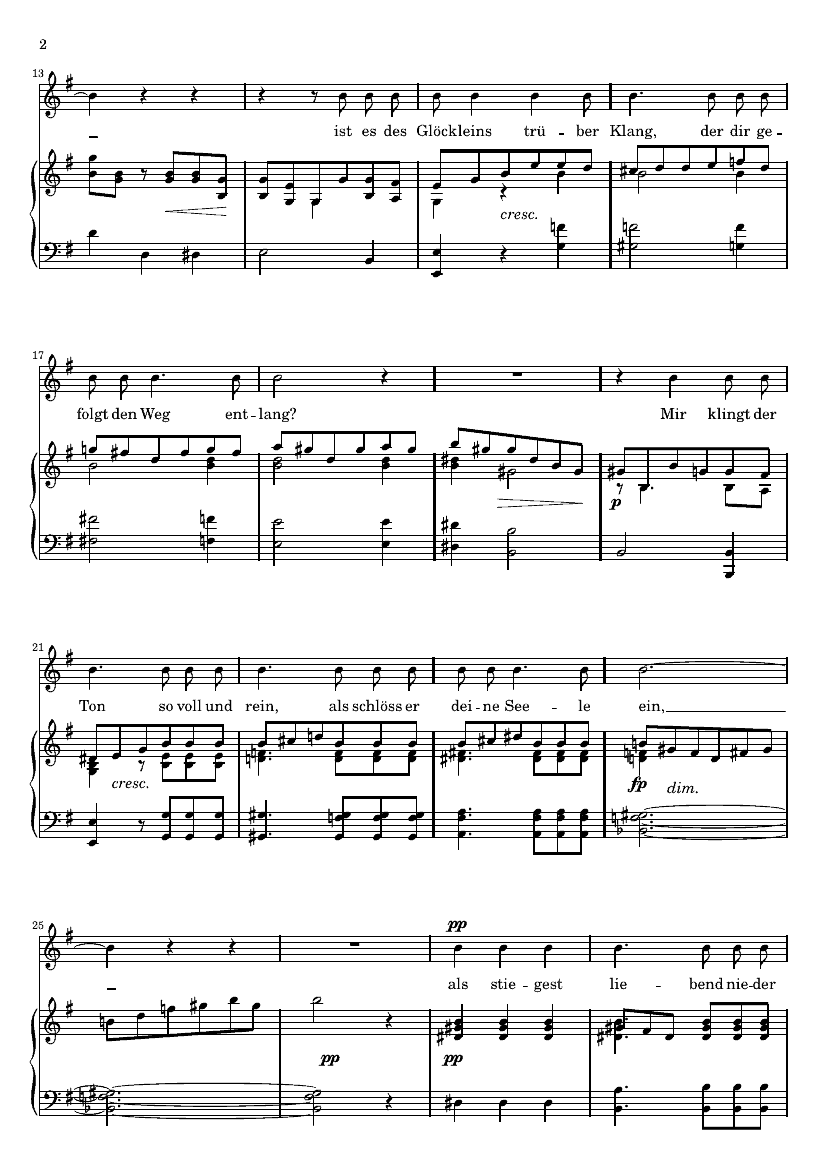 2
13
ist es des Glöckleins trü – ber Klang, der dir ge –
cresc.
17
folgt den Weg ent – lang? Mir klingt der
p
21
Ton so voll und rein, als schlöss er dei – ne See – le ein,
cresc. fp dim.
25
pp
als stie – gest lie – bend nie – der
pp pp